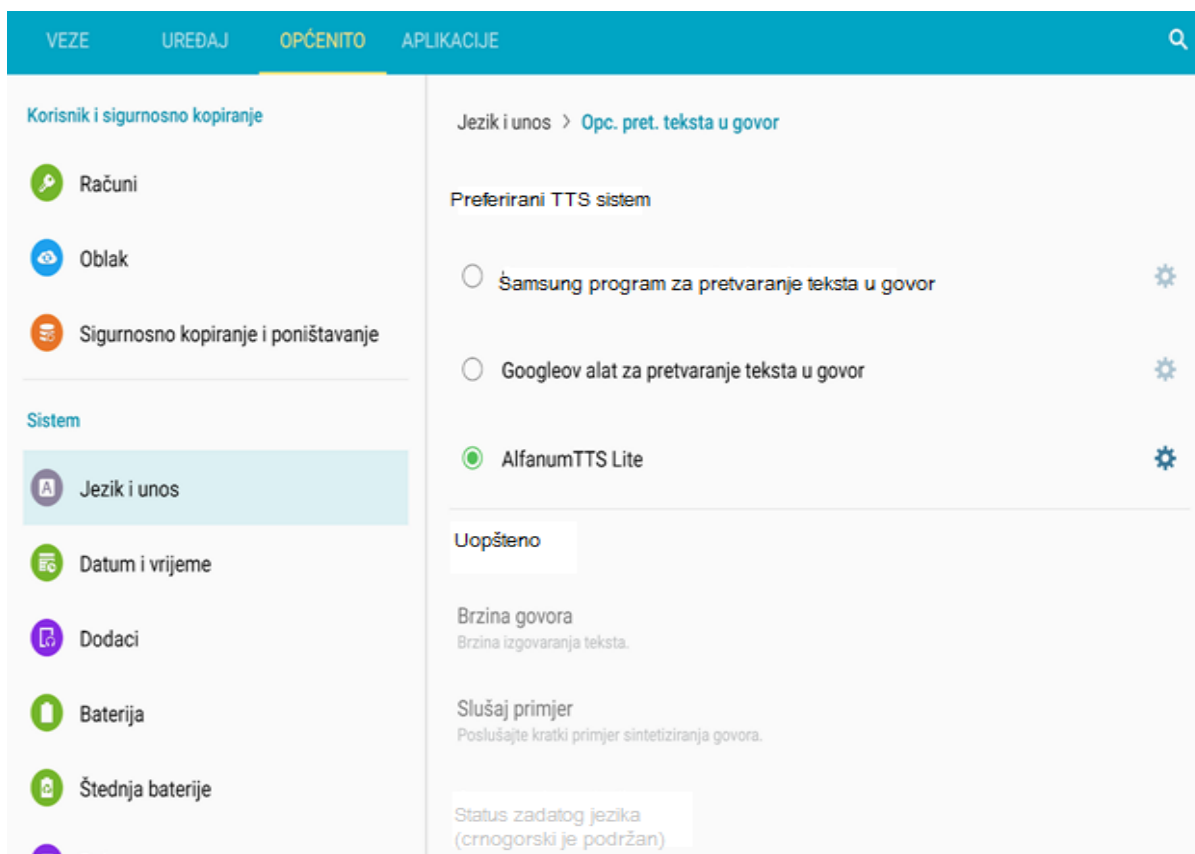 VEZE UREĐAJ OPĆENITO APLIKACIJE
Korisnik i sigurnosno kopiranje
Računi
Oblak
Sigurnosno kopiranje i poništavanje
Sistem
Jezik i unos
Datum i vrijeme
Dodaci
Baterija
Štednja baterije
Jezik i unos > Opc. pret. teksta u govor
Preferirani TTS sistem
Samsung program za pretvaranje teksta u govor
Googleov alat za pretvaranje teksta u govor
AlfanumTTS Lite
Uopšteno
Brzina govora
Brzina izgovaranja teksta.
Slušaj primjer
Poslušajte kratki primjer sintetiziranja govora.
Status zadatog jezika
(crnogorski je podržan)